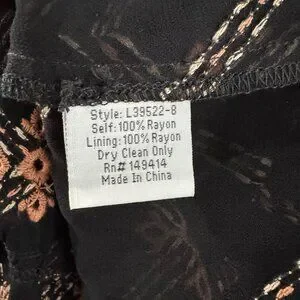 Style: L39522-8
Self: 100% Rayon
Lining: 100% Rayon
Dry Clean Only
Rn# 149414
Made In China